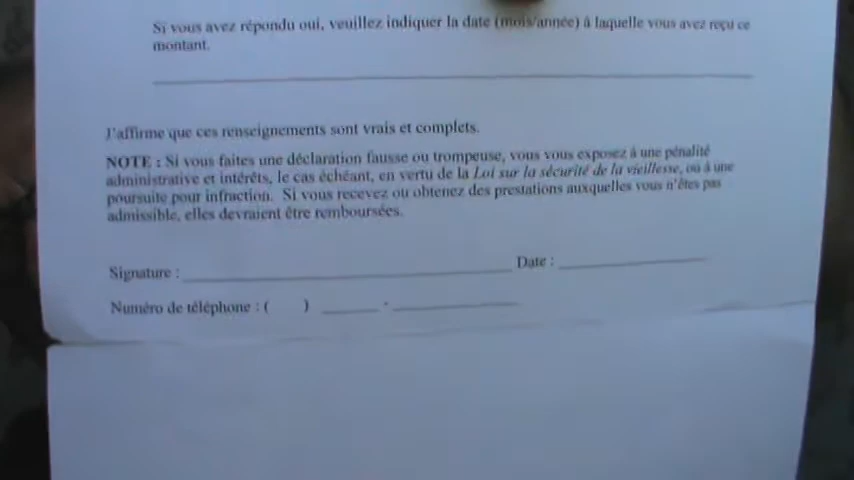 Si vous avez répondu oui, veuillez indiquer la date (mois/année) à laquelle vous avez reçu ce
montant.
J'affirme que ces renseignements sont vrais et complets.
NOTE : Si vous faites une déclaration fausse ou trompeuse, vous vous exposez à une pénalité
administrative et intérêts, le cas échéant, en vertu de la Loi sur la sécurité de la vieillesse, ou à une
poursuite pour infraction. Si vous recevez ou obtenez des prestations auxquelles vous n'êtes pas
admissible, elles devraient être remboursées.
Signature : ____________________ Date : __________
Numéro de téléphone : ( ) _____ - __________